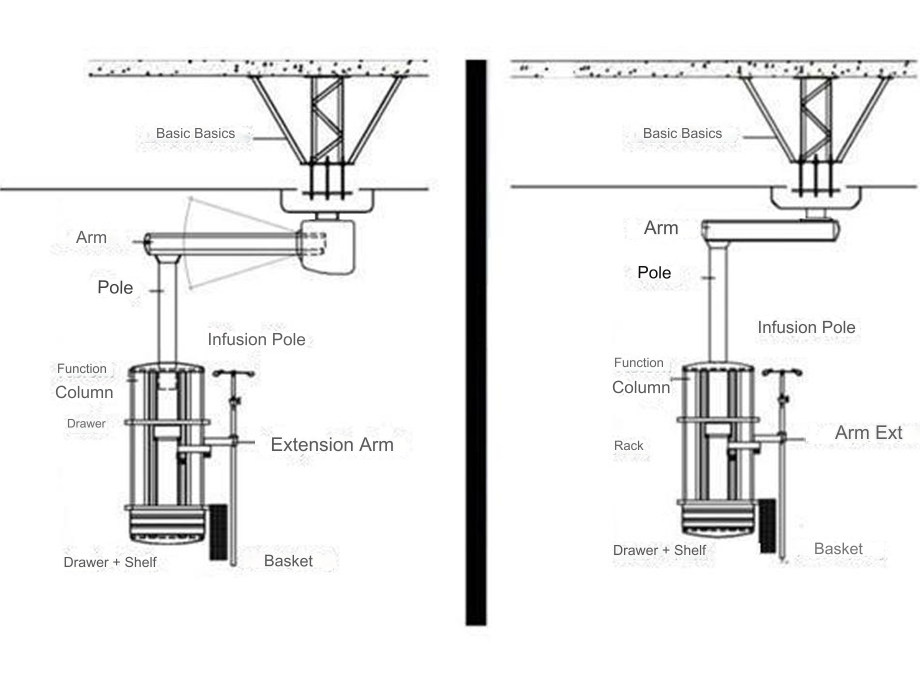 Basic Basics
Arm
Pole
Infusion Pole
Function
Column
Drawer
Extension Arm
Drawer + Shelf
Basket
Basic Basics
Arm
Pole
Infusion Pole
Function
Column
Rack
Arm Ext
Drawer + Shelf
Basket